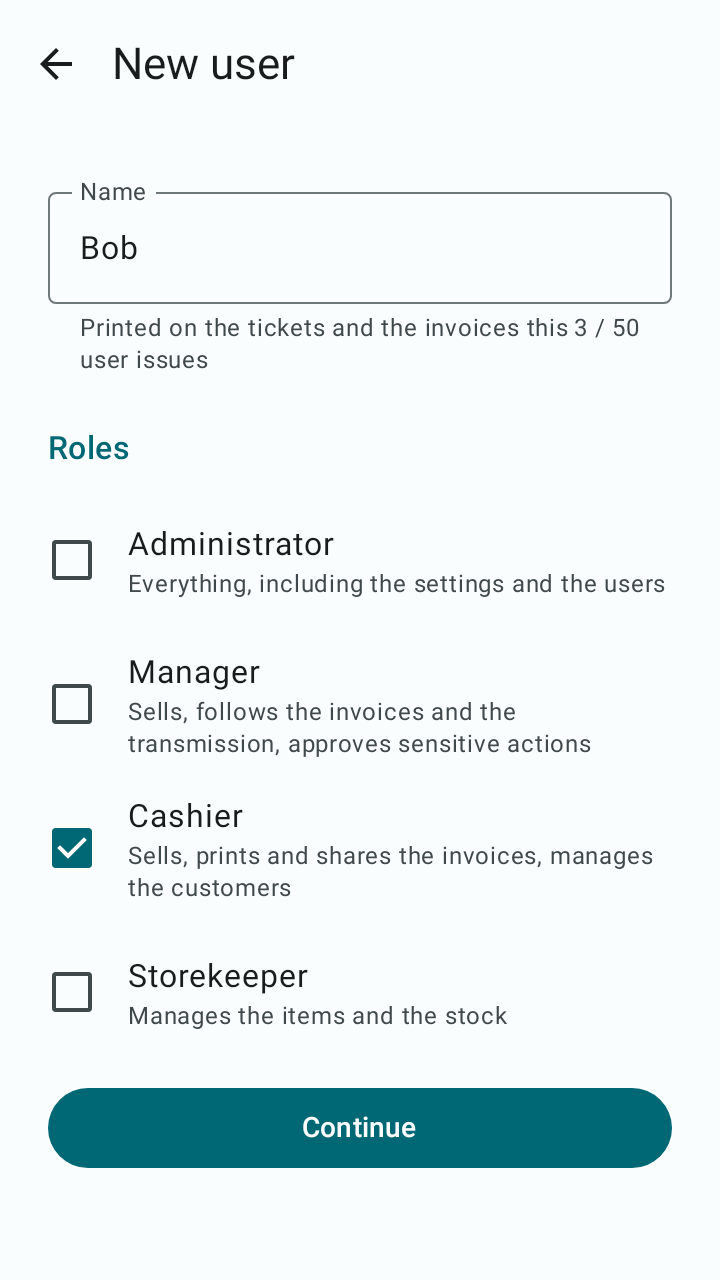 New user
Name
Bob
Printed on the tickets and the invoices this 3 / 50
user issues
Roles
Administrator
Everything, including the settings and the users
Manager
Sells, follows the invoices and the
transmission, approves sensitive actions
Cashier
Sells, prints and shares the invoices, manages
the customers
Storekeeper
Manages the items and the stock
Continue